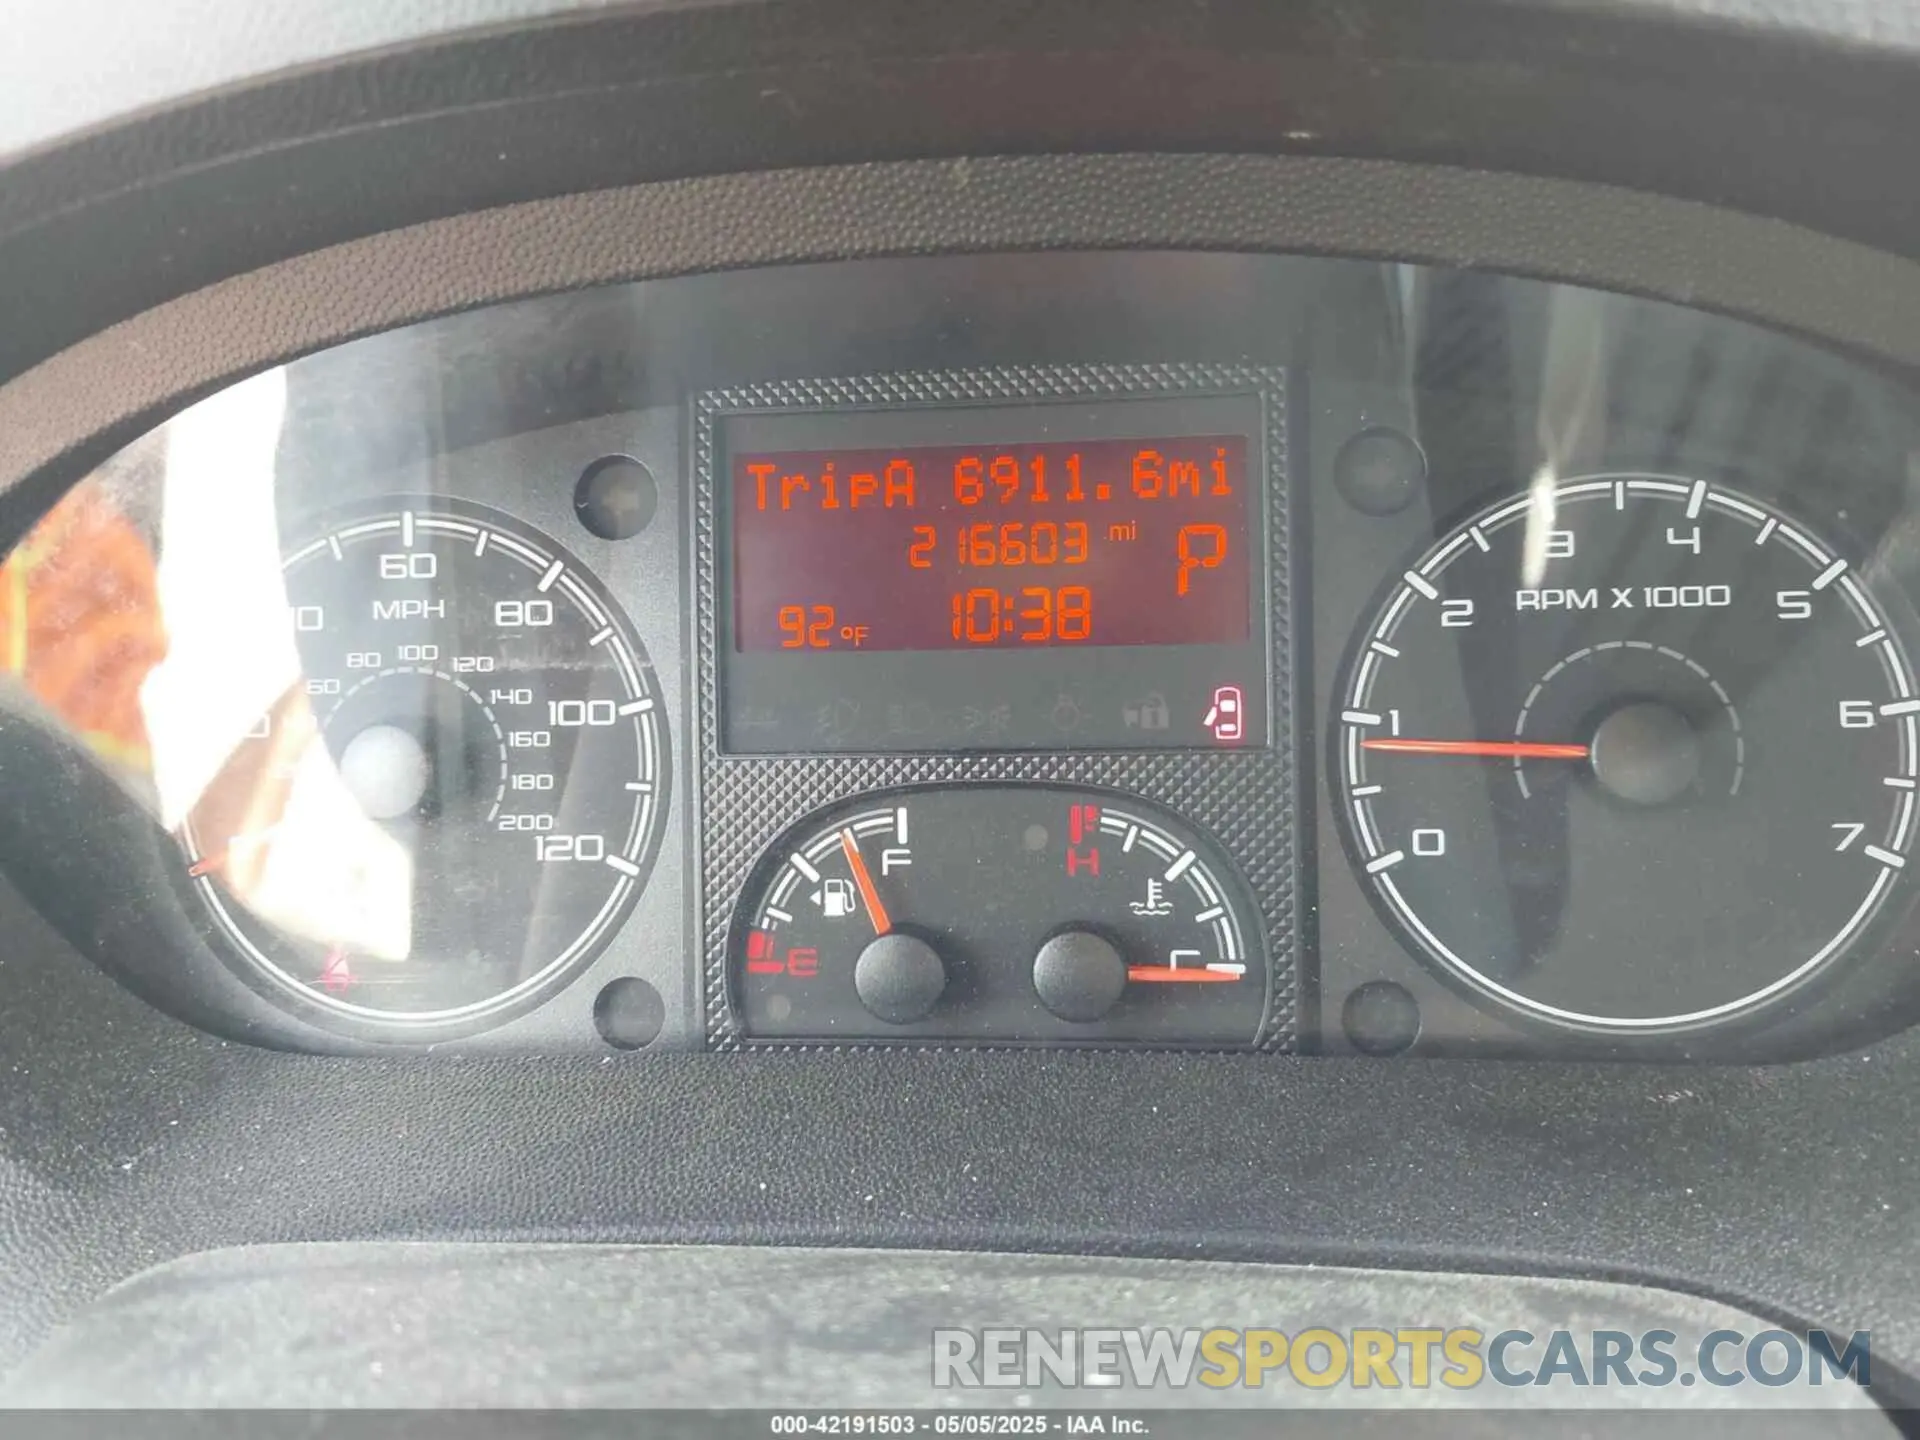 TripA 6911.6mi
216603 mi
P
92°F 10:38
60
MPH
80
100
120
60 80 100 120 140 160 180 200
F
E
H
C
0 1 2 3 4 5 6 7
RPM X 1000
RENEWSPORTSCARS.COM
000-42191503 - 05/05/2025 - IAA Inc.